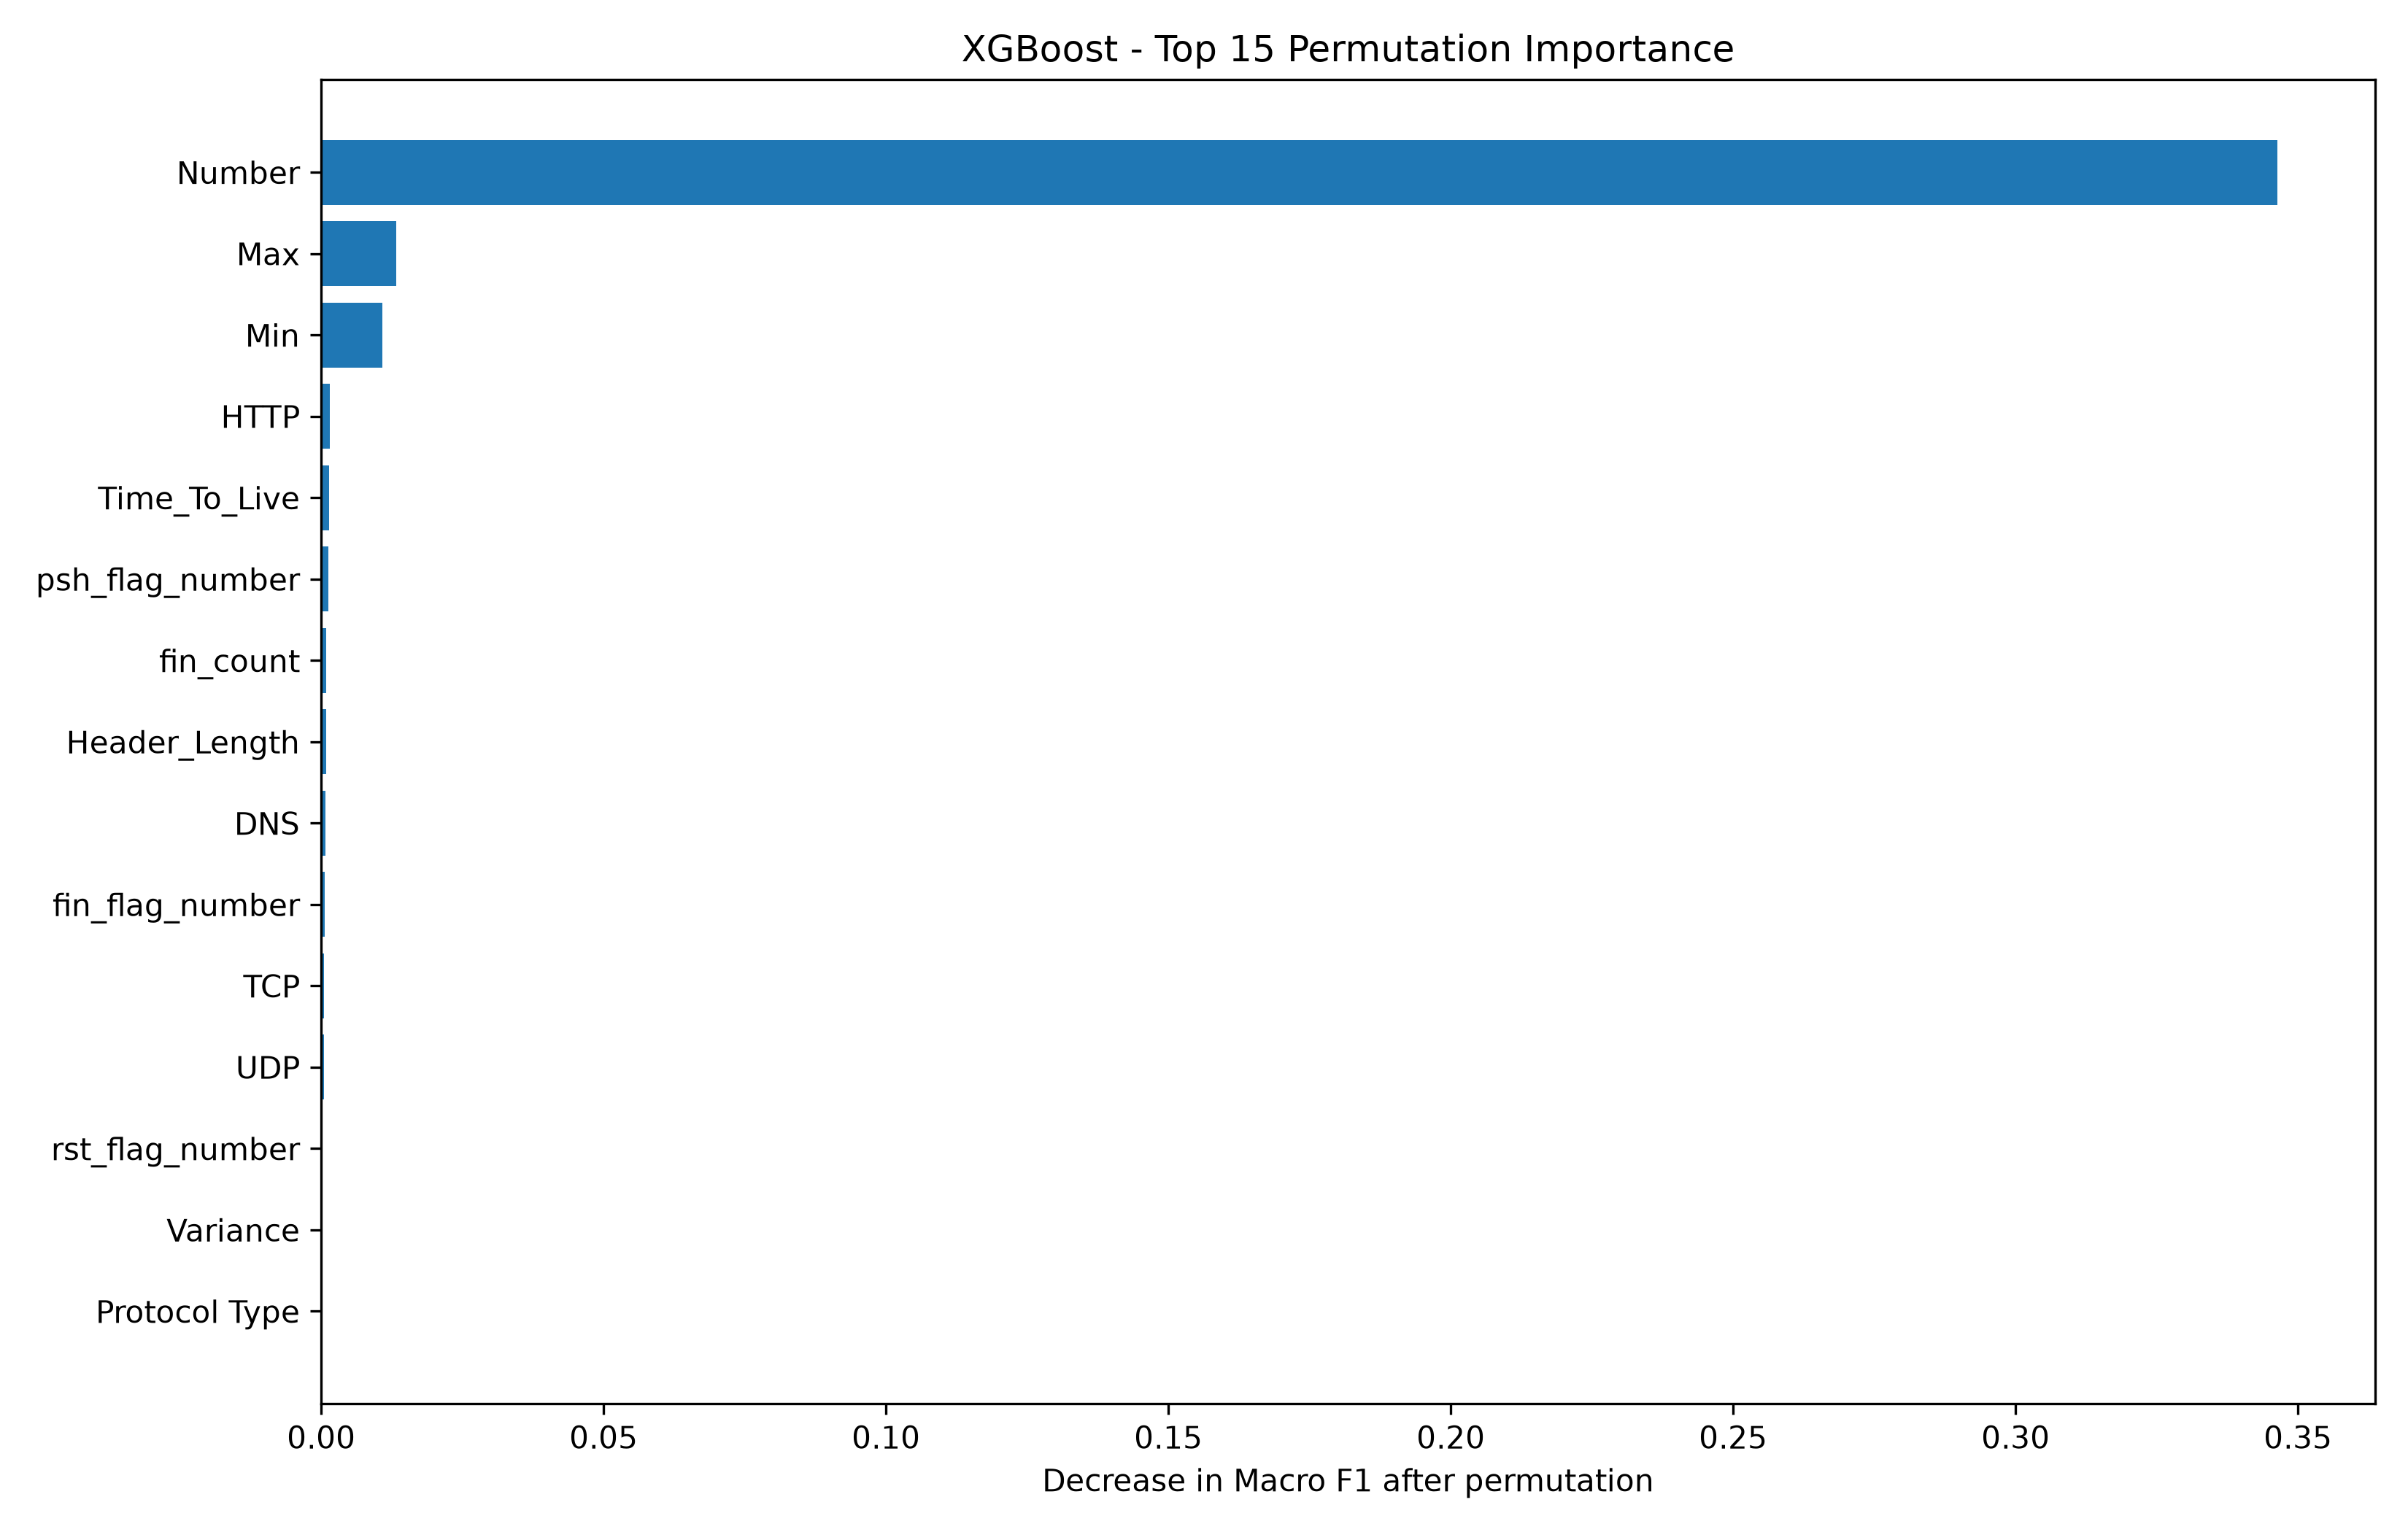 XGBoost - Top 15 Permutation Importance
Number
Max
Min
HTTP
Time_To_Live
psh_flag_number
fin_count
Header_Length
DNS
fin_flag_number
TCP
UDP
rst_flag_number
Variance
Protocol Type
0.00 0.05 0.10 0.15 0.20 0.25 0.30 0.35
Decrease in Macro F1 after permutation